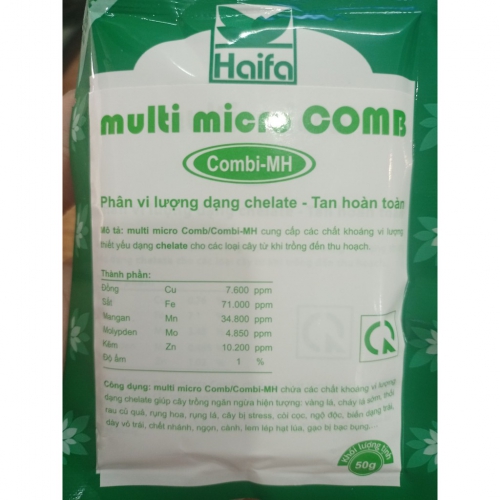 Haifa
multi micro COMB
Combi-MH
Phân vi lượng dạng chelate - Tan hoàn toàn
Mô tả: multi micro Comb/Combi-MH cung cấp các chất khoáng vi lượng
thiết yếu dạng chelate cho các loại cây từ khi trồng đến thu hoạch.
Thành phần:
Đồng Cu 7.600 ppm
Sắt Fe 71.000 ppm
Mangan Mn 34.800 ppm
Molypden Mo 4.850 ppm
Kẽm Zn 10.200 ppm
Độ ẩm 1 %
Công dụng: multi micro Comb/Combi-MH chứa các chất khoáng vi lượng
dạng chelate giúp cây trồng ngăn ngừa hiện tượng: vàng lá, cháy lá sớm, thối
rau củ quả, rụng hoa, rụng lá, cây bị stress, còi cọc, ngộ độc, biến dạng trái,
dày vỏ trái, chết nhánh, ngọn, cành, lem lép hạt lúa, gạo bị bạc bụng,...
Khối lượng tịnh
50g